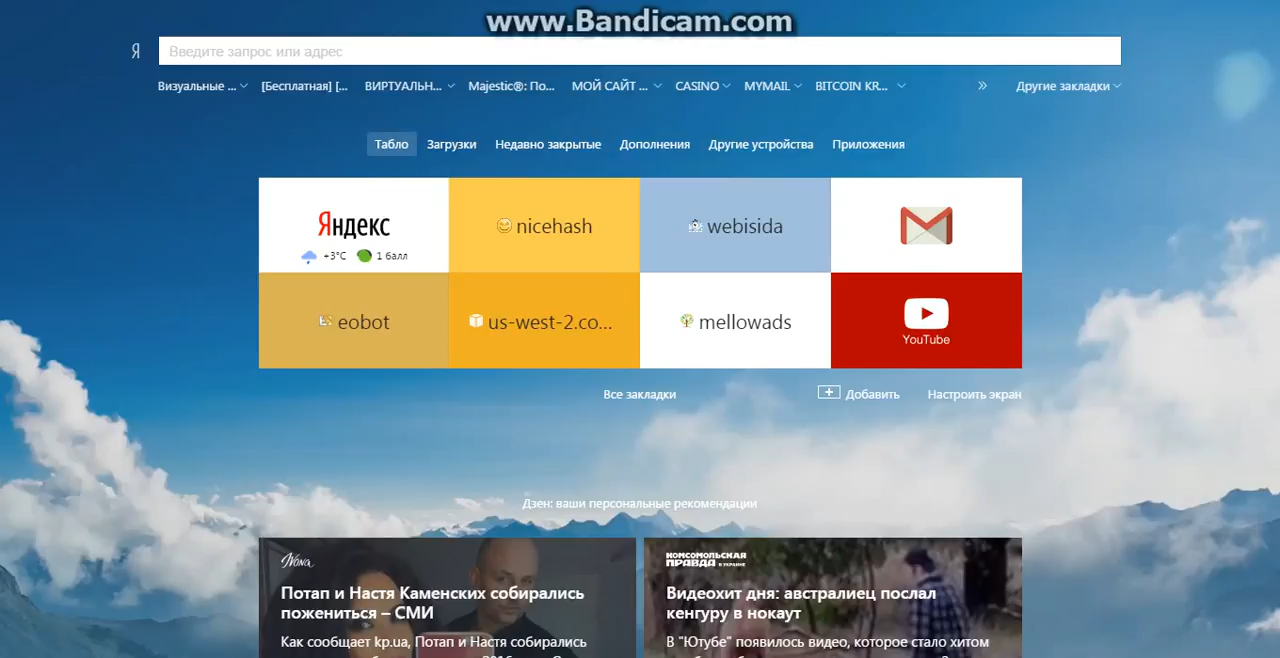 www.Bandicam.com
Я Введите запрос или адрес
Визуальные ... [Бесплатная] [... ВИРТУАЛЬН... Majestic®: По... МОЙ САЙТ ... CASINO MYMAIL BITCOIN KR... » Другие закладки
Табло Загрузки Недавно закрытые Дополнения Другие устройства Приложения
Яндекс
+3°C 1 балл
nicehash
webisida
eobot
us-west-2.co...
mellowads
YouTube
Все закладки Добавить Настроить экран
Дзен: ваши персональные рекомендации
Ivona
Потап и Настя Каменских собирались
пожениться – СМИ
Как сообщает kp.ua, Потап и Настя собирались
КОМСОМОЛЬСКАЯ
ПРАВДА В УКРАИНЕ
Видеохит дня: австралиец послал
кенгуру в нокаут
В "Ютубе" появилось видео, которое стало хитом